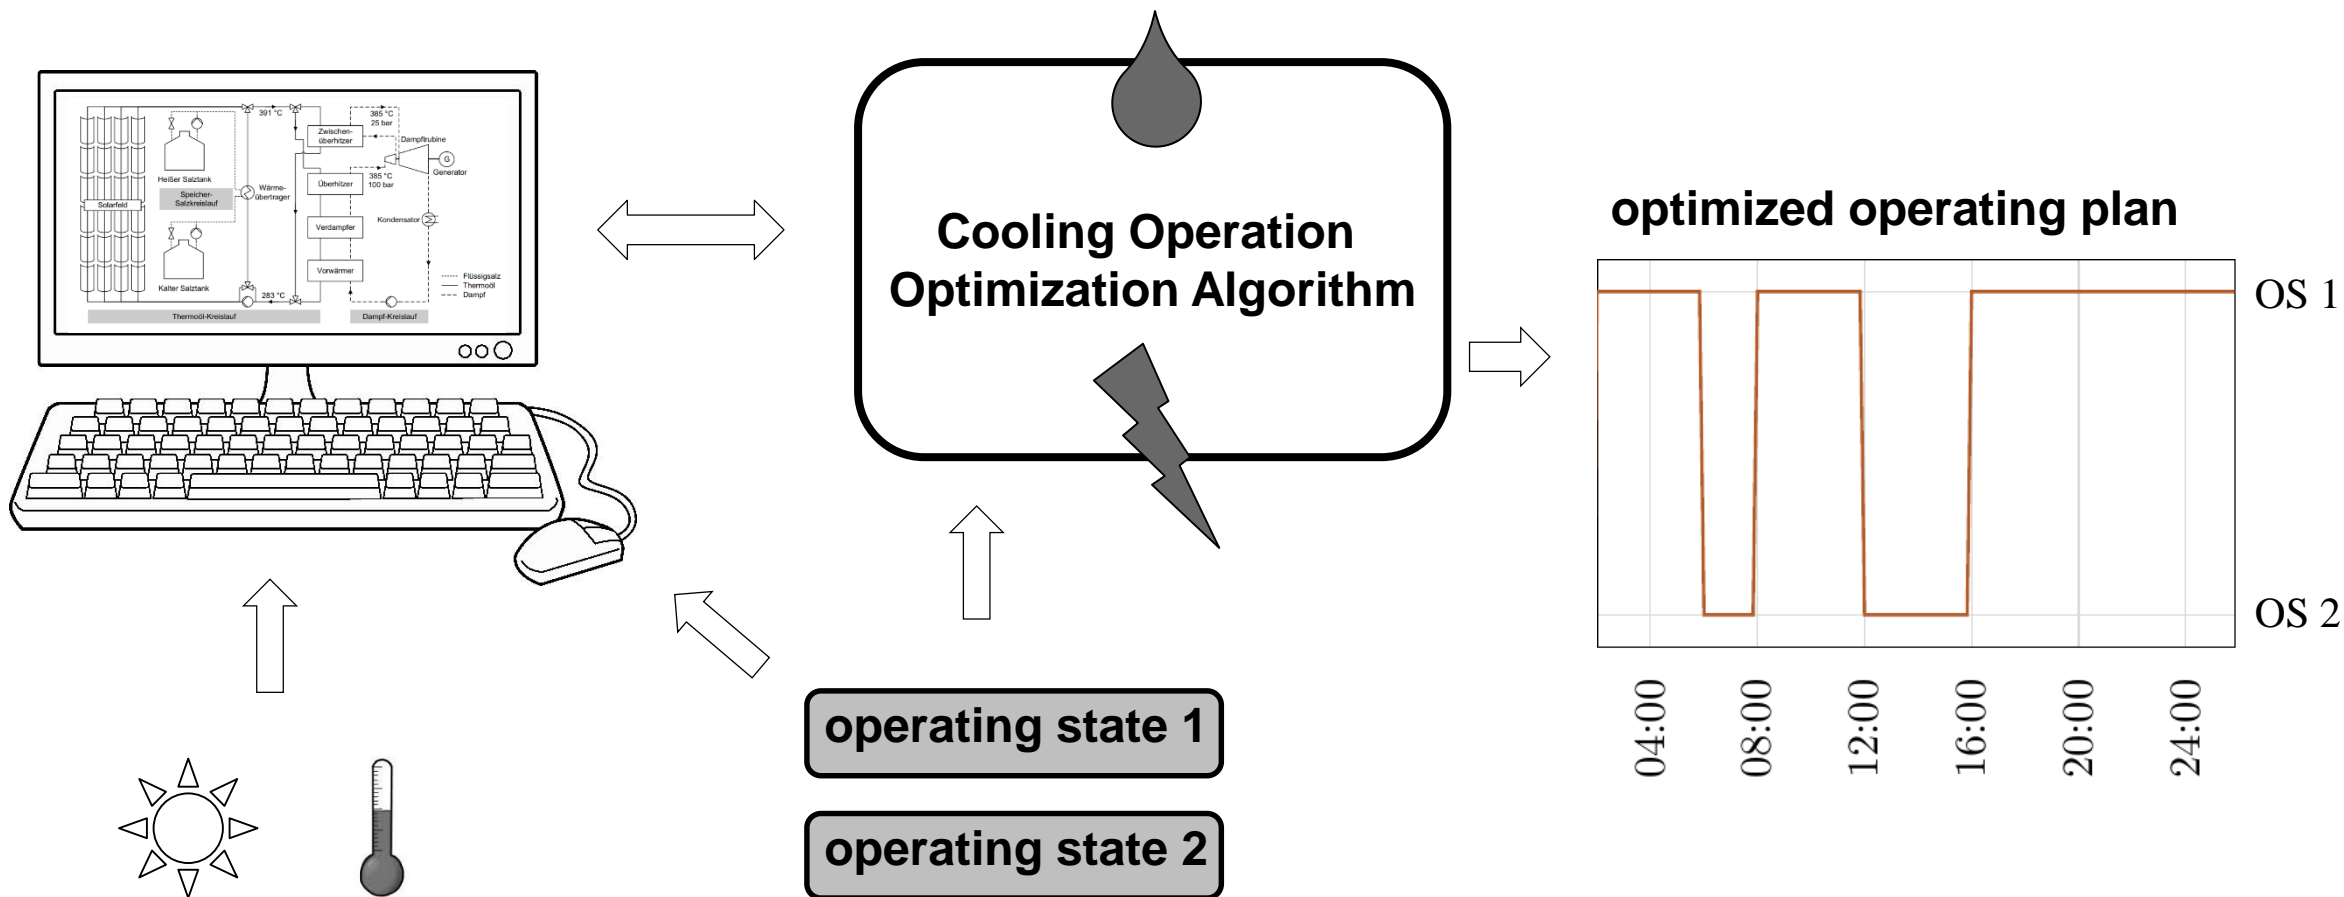 391 °C
385 °C
25 bar
Zwischen-
überhitzer
Dampftrubine
G
Generator
Heißer Salztank
Speicher-
Salzkreislauf
Wärme-
übertrager
Überhitzer
385 °C
100 bar
Solarfeld
Verdampfer
Kondensator
Vorwärmer
Kalter Salztank
283 °C
Flüssigsalz
Thermoöl
Dampf
Thermoöl-Kreislauf
Dampf-Kreislauf
Cooling Operation
Optimization Algorithm
operating state 1
operating state 2
optimized operating plan
OS 1
OS 2
04:00
08:00
12:00
16:00
20:00
24:00